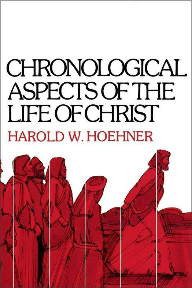 CHRONOLOGICAL
ASPECTS OF THE
LIFE OF CHRIST
HAROLD W. HOEHNER